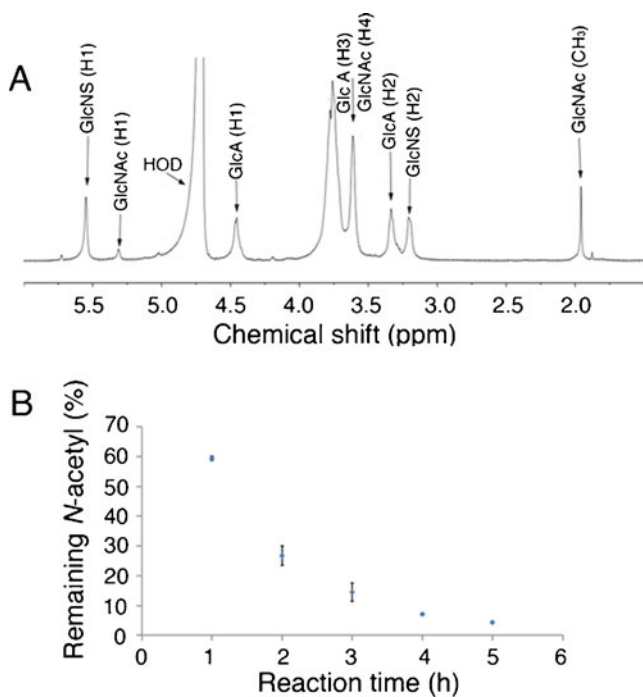 A
GlcNS (H1)
GlcNAc (H1)
HOD
GlcA (H1)
Glc A (H3)
GlcNAc (H4)
GlcA (H2)
GlcNS (H2)
GlcNAc (CH₃)
5.5 5.0 4.5 4.0 3.5 3.0 2.5 2.0
Chemical shift (ppm)
B
Remaining N-acetyl (%)
70
60
50
40
30
20
10
0
0 1 2 3 4 5 6
Reaction time (h)